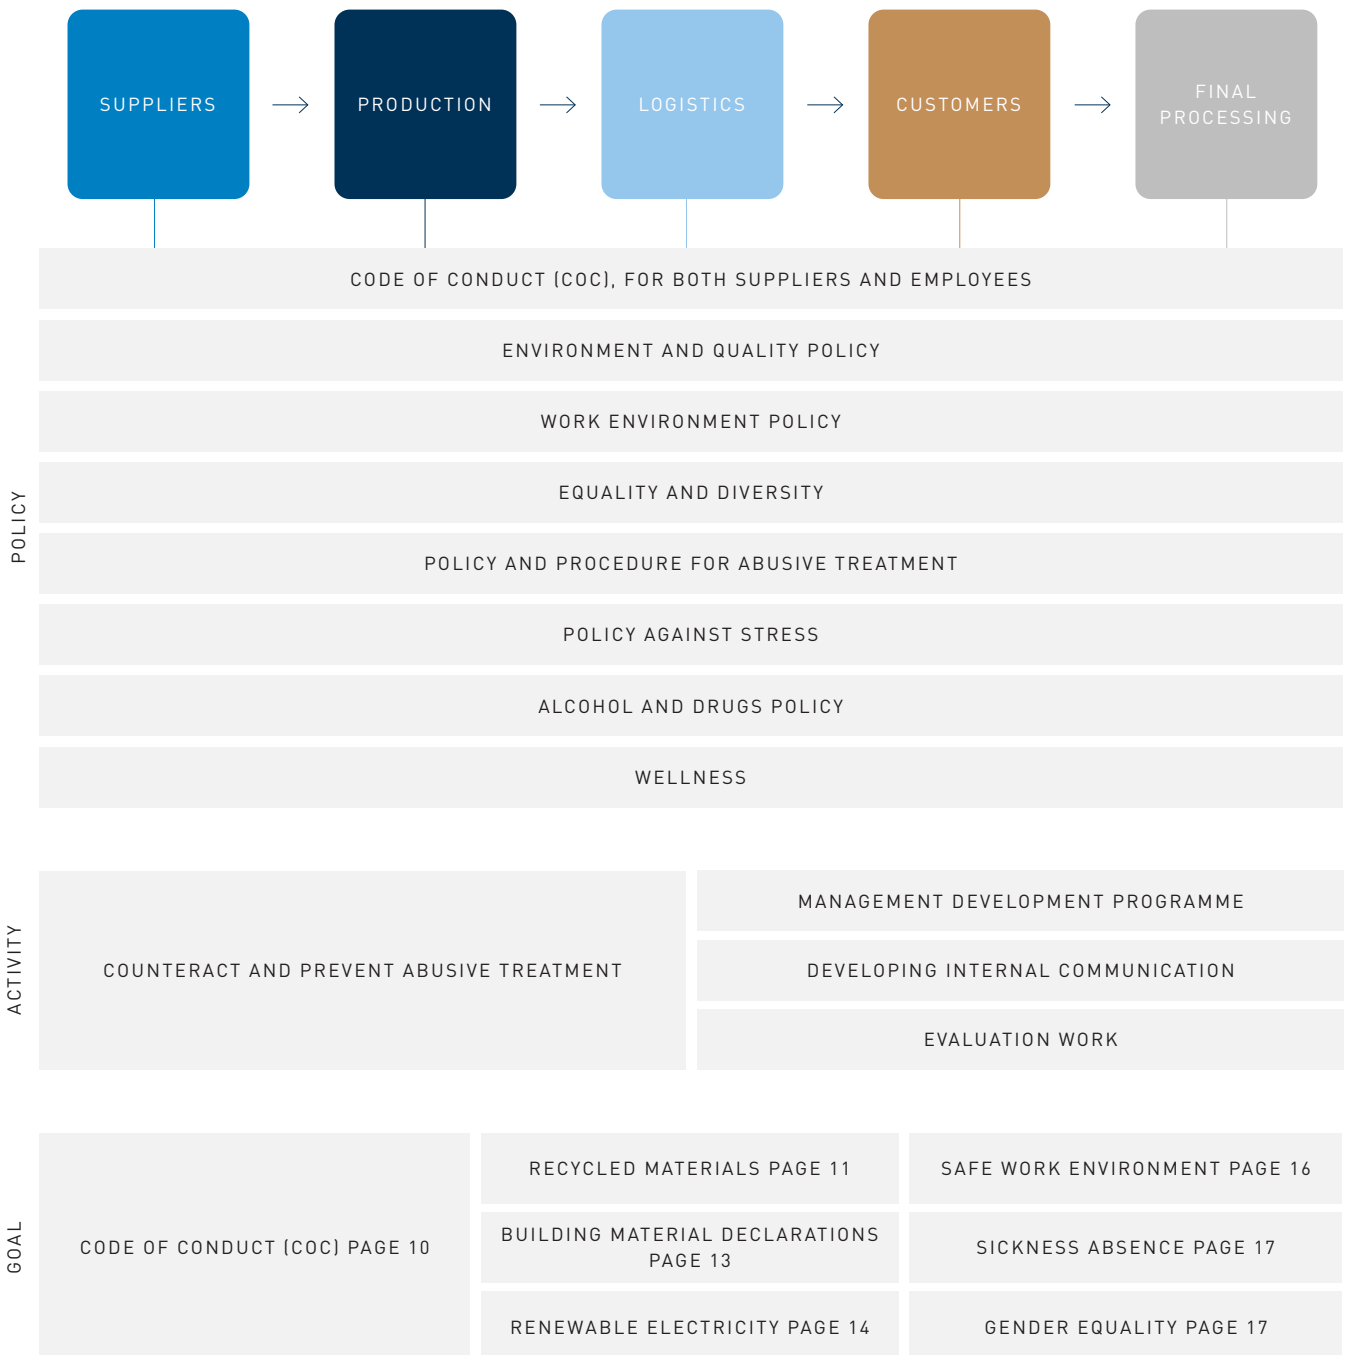 SUPPLIERS
PRODUCTION
LOGISTICS
CUSTOMERS
FINAL
PROCESSING
POLICY
CODE OF CONDUCT (COC), FOR BOTH SUPPLIERS AND EMPLOYEES
ENVIRONMENT AND QUALITY POLICY
WORK ENVIRONMENT POLICY
EQUALITY AND DIVERSITY
POLICY AND PROCEDURE FOR ABUSIVE TREATMENT
POLICY AGAINST STRESS
ALCOHOL AND DRUGS POLICY
WELLNESS
ACTIVITY
COUNTERACT AND PREVENT ABUSIVE TREATMENT
MANAGEMENT DEVELOPMENT PROGRAMME
DEVELOPING INTERNAL COMMUNICATION
EVALUATION WORK
GOAL
CODE OF CONDUCT (COC) PAGE 10
RECYCLED MATERIALS PAGE 11
BUILDING MATERIAL DECLARATIONS
PAGE 13
RENEWABLE ELECTRICITY PAGE 14
SAFE WORK ENVIRONMENT PAGE 16
SICKNESS ABSENCE PAGE 17
GENDER EQUALITY PAGE 17